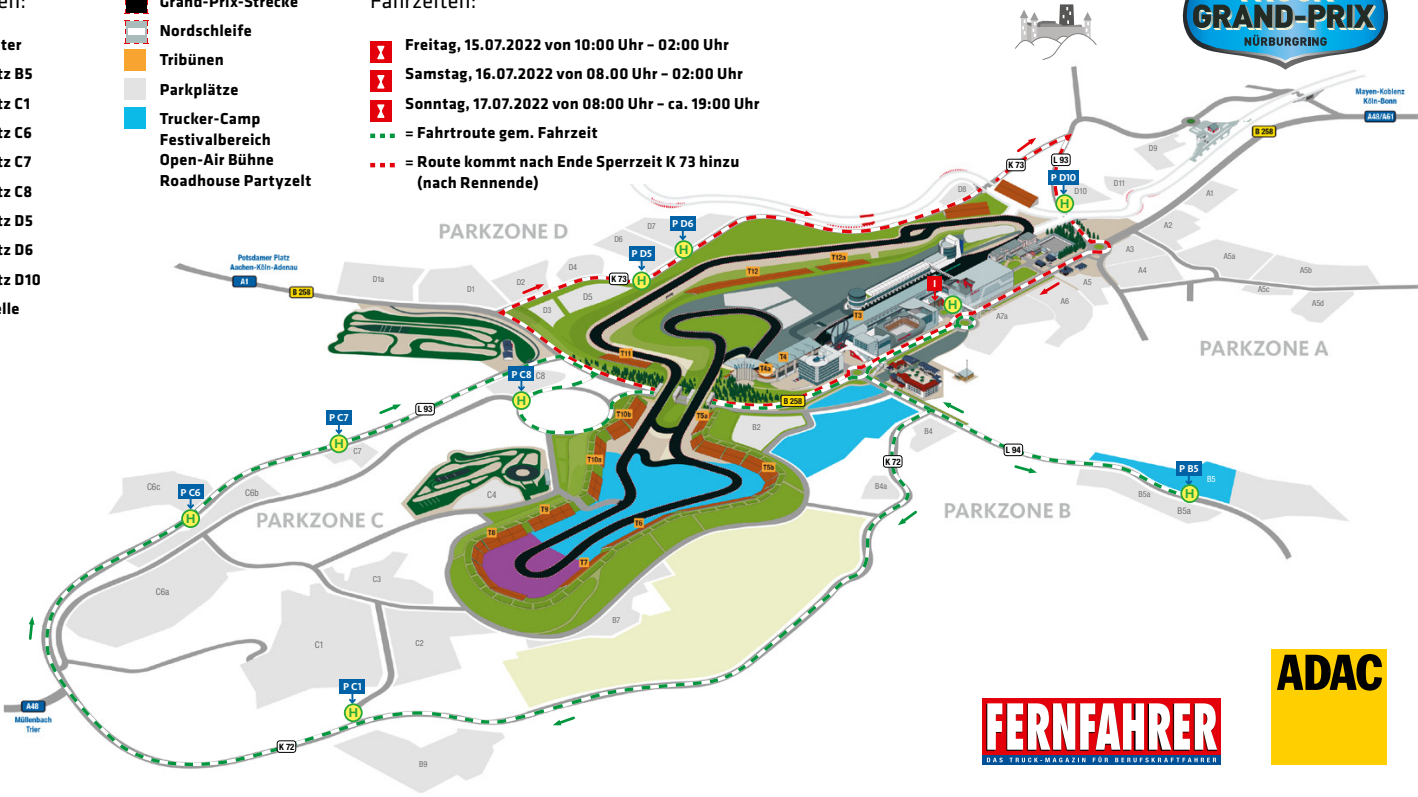 Grand-Prix-Strecke
Nordschleife
Tribünen
Parkplätze
Trucker-Camp
Festivalbereich
Open-Air Bühne
Roadhouse Partyzelt
Fahrzeiten:
Freitag, 15.07.2022 von 10:00 Uhr – 02:00 Uhr
Samstag, 16.07.2022 von 08.00 Uhr – 02:00 Uhr
Sonntag, 17.07.2022 von 08:00 Uhr – ca. 19:00 Uhr
= Fahrtroute gem. Fahrzeit
= Route kommt nach Ende Sperrzeit K 73 hinzu
(nach Rennende)
en:
ter
tz B5
tz C1
tz C6
tz C7
tz C8
tz D5
tz D6
tz D10
elle
GRAND-PRIX
NÜRBURGRING
Mayen-Koblenz
Köln-Bonn
A48/A61
B 258
D9
K 73
L 93
P D10
H
D10
D11
D8
A1
A2
A3
A4
A5
A5a
A5b
A5c
A5d
A6
A7a
PARKZONE A
PARKZONE D
P D6
H
D7
D6
P D5
H
K 73
D4
D5
D3
D2
D1
D1a
Potsdamer Platz
Aachen-Köln-Adenau
A1
B 258
T12
T12a
T3
I
H
T11
T4
T4a
B 258
P C8
H
C8
L 93
P C7
H
C7
P C6
H
C6c
C6b
C6a
PARKZONE C
C4
C3
C2
C1
T10b
T10a
T5a
T5b
T9
T8
T6
T7
B2
B4
K 72
B4a
L 94
P B5
H
B5
B5a
B5a
PARKZONE B
B7
P C1
H
K 72
B9
A48
Müllenbach
Trier
FERNFAHRER
DAS TRUCK-MAGAZIN FÜR BERUFSKRAFTFAHRER
ADAC